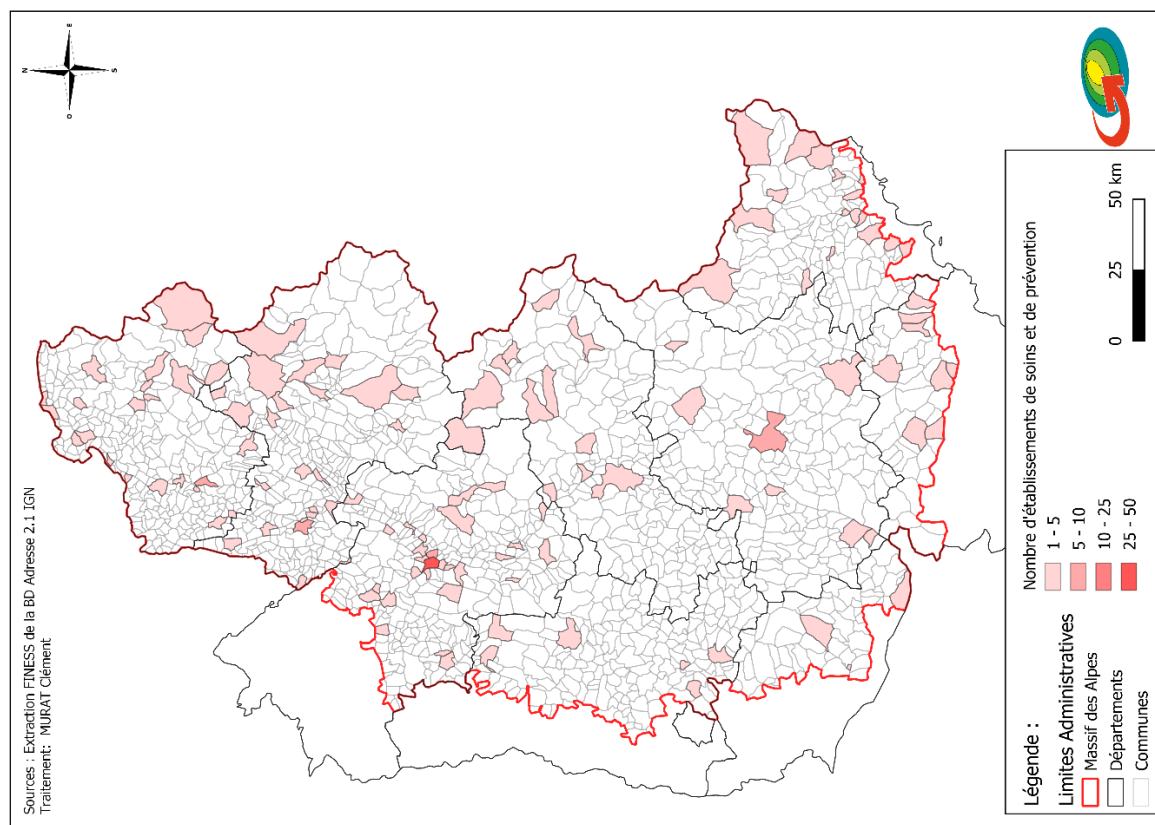 Sources : Extraction FINESS de la BD Adresse 2.1 IGN
Traitement: MURAT Clément
N
E
S
O
Légende :
Limites Administratives
Massif des Alpes
Départements
Communes
Nombre d'établissements de soins et de prévention
1 - 5
5 - 10
10 - 25
25 - 50
0
25
50 km